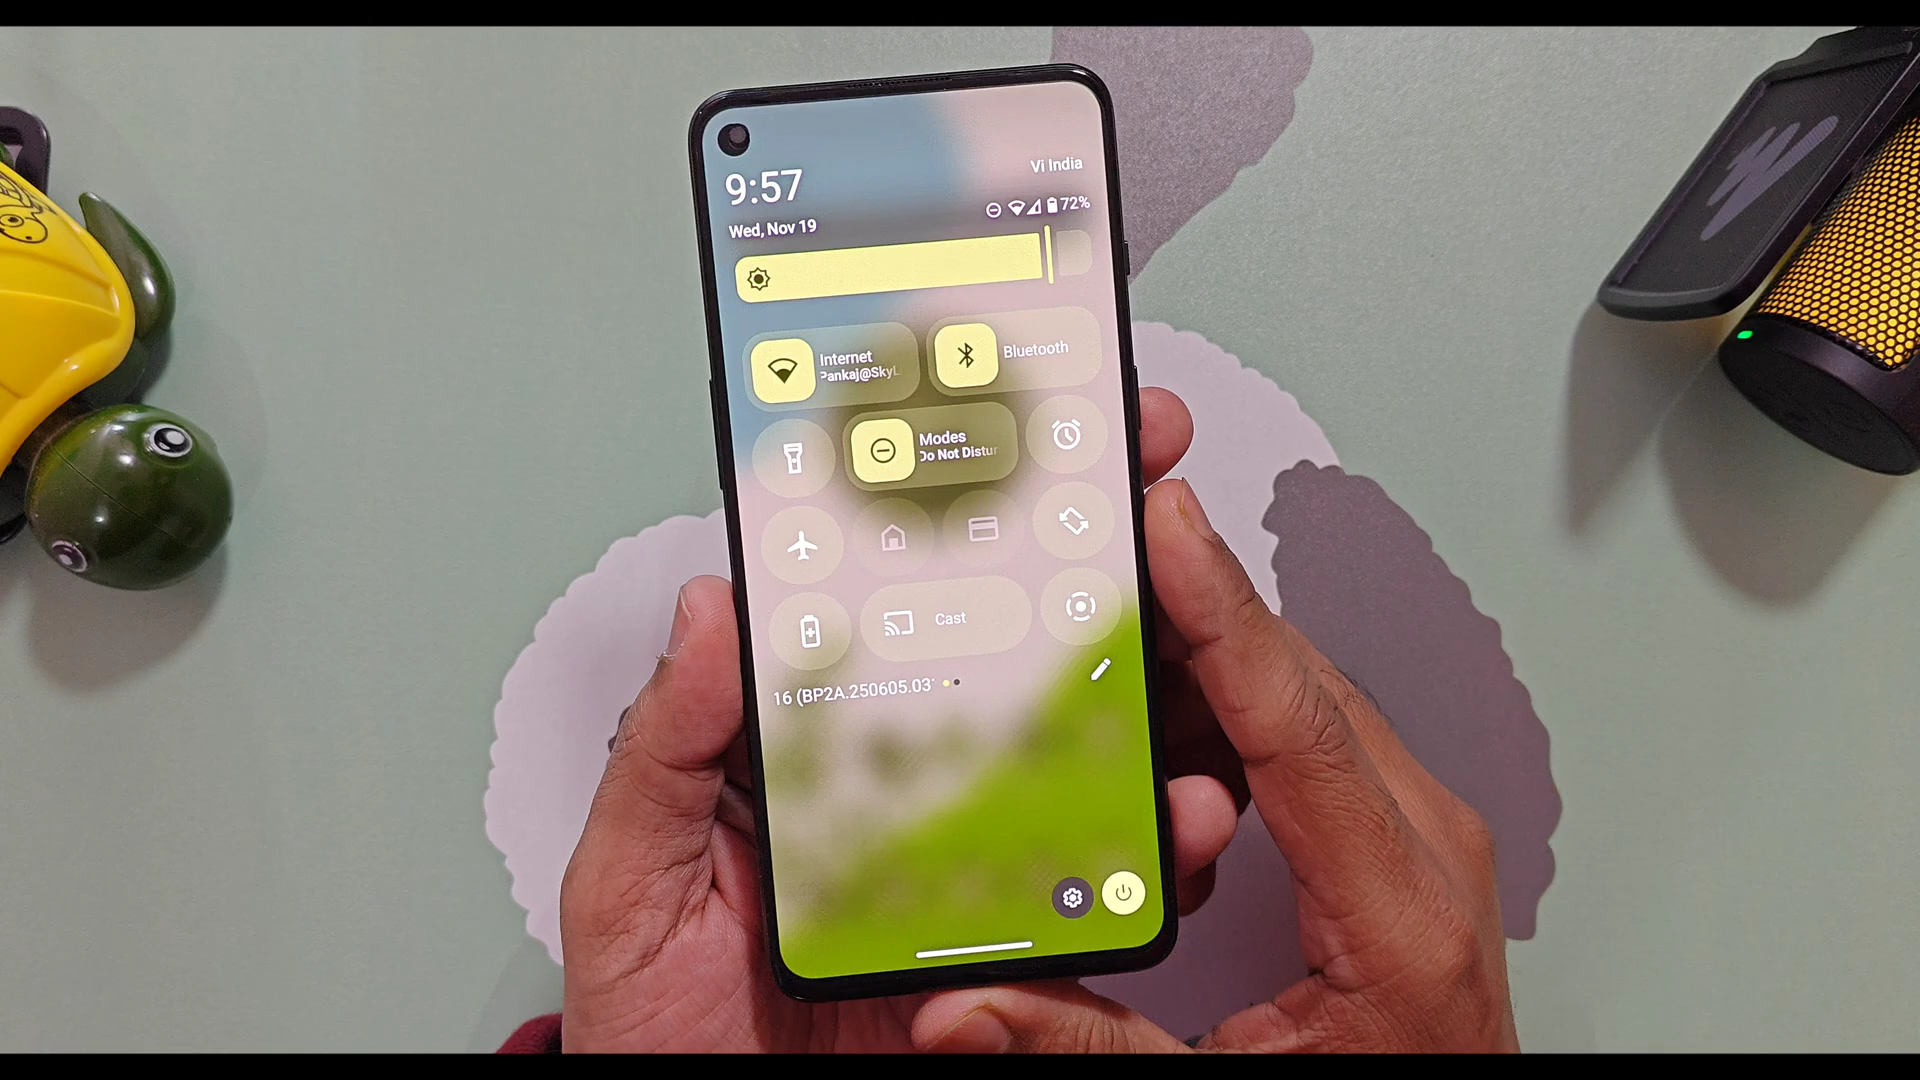 9:57
Vi India
72%
Wed, Nov 19
Internet
Pankaj@SkyL
Bluetooth
Modes
Do Not Distur
Cast
16 (BP2A.250605.03